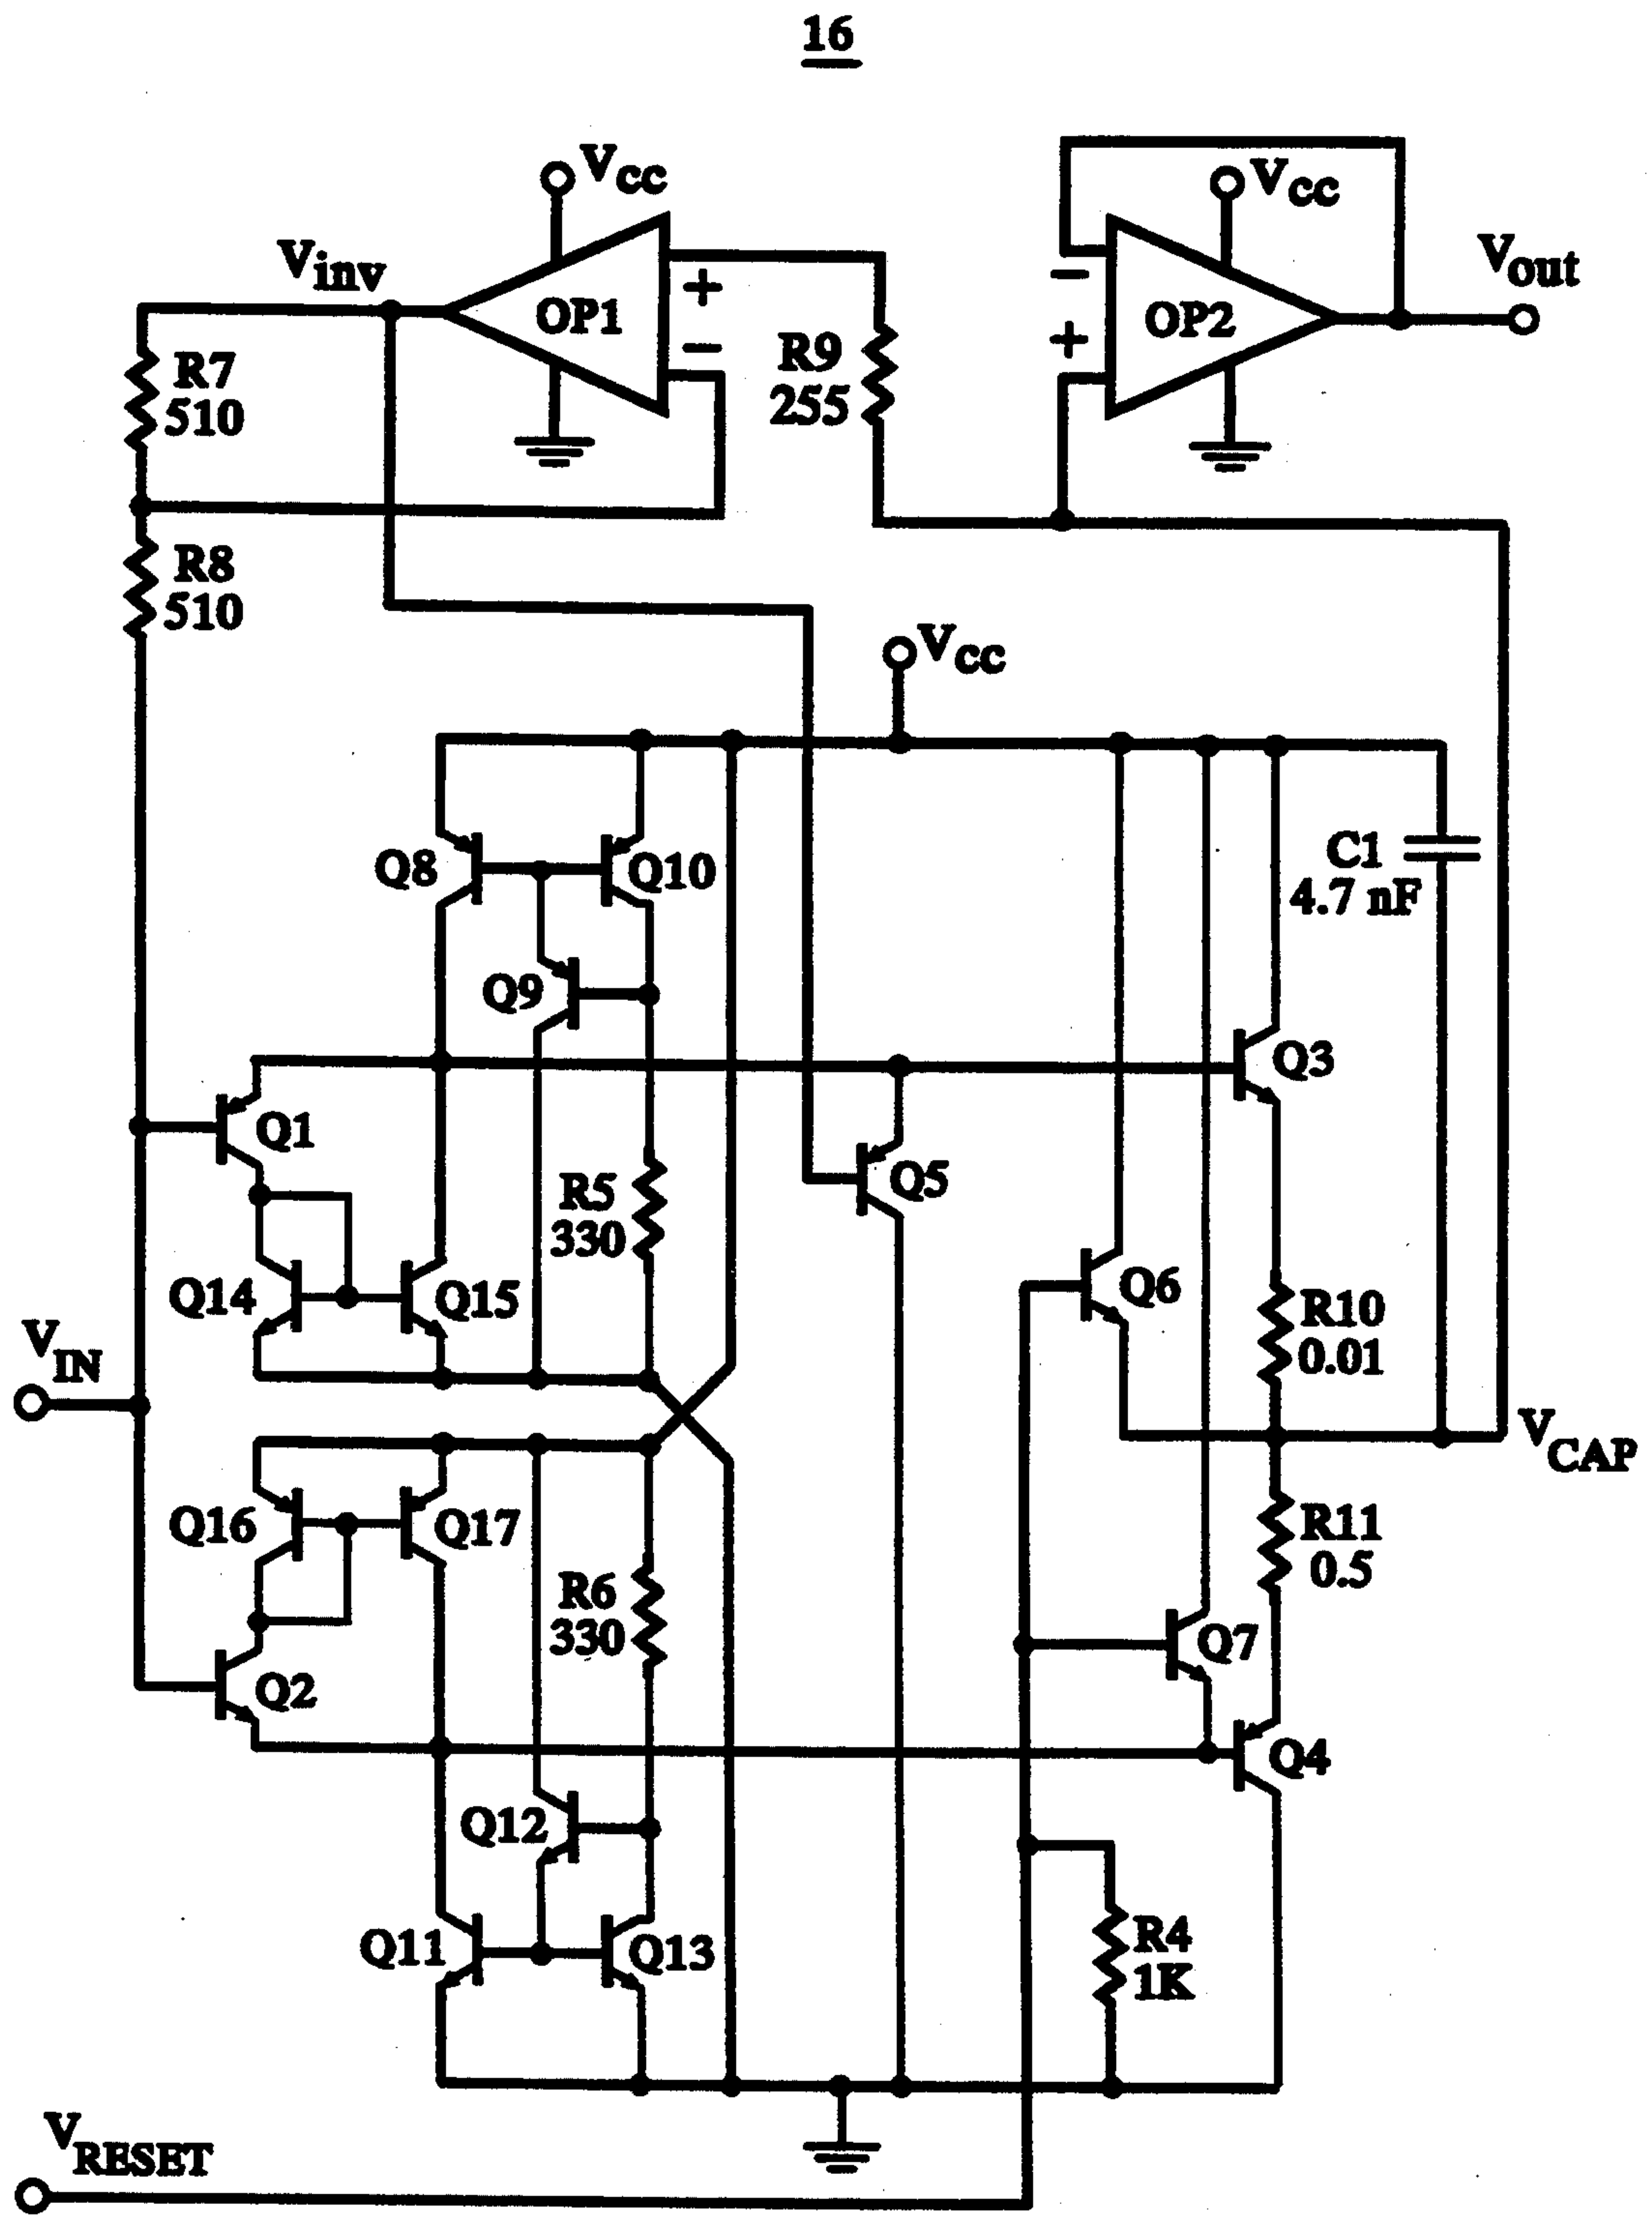 16
Vcc
Vcc
Vinv
Vout
OP1
+
−
−
+
OP2
R7
510
R9
255
R8
510
Vcc
Q8
Q10
C1
4.7 nF
Q9
Q3
Q1
Q5
R5
330
Q6
Q14
Q15
R10
0.01
VIN
VCAP
Q16
Q17
R11
0.5
R6
330
Q7
Q2
Q4
Q12
Q11
Q13
R4
1K
VRESET